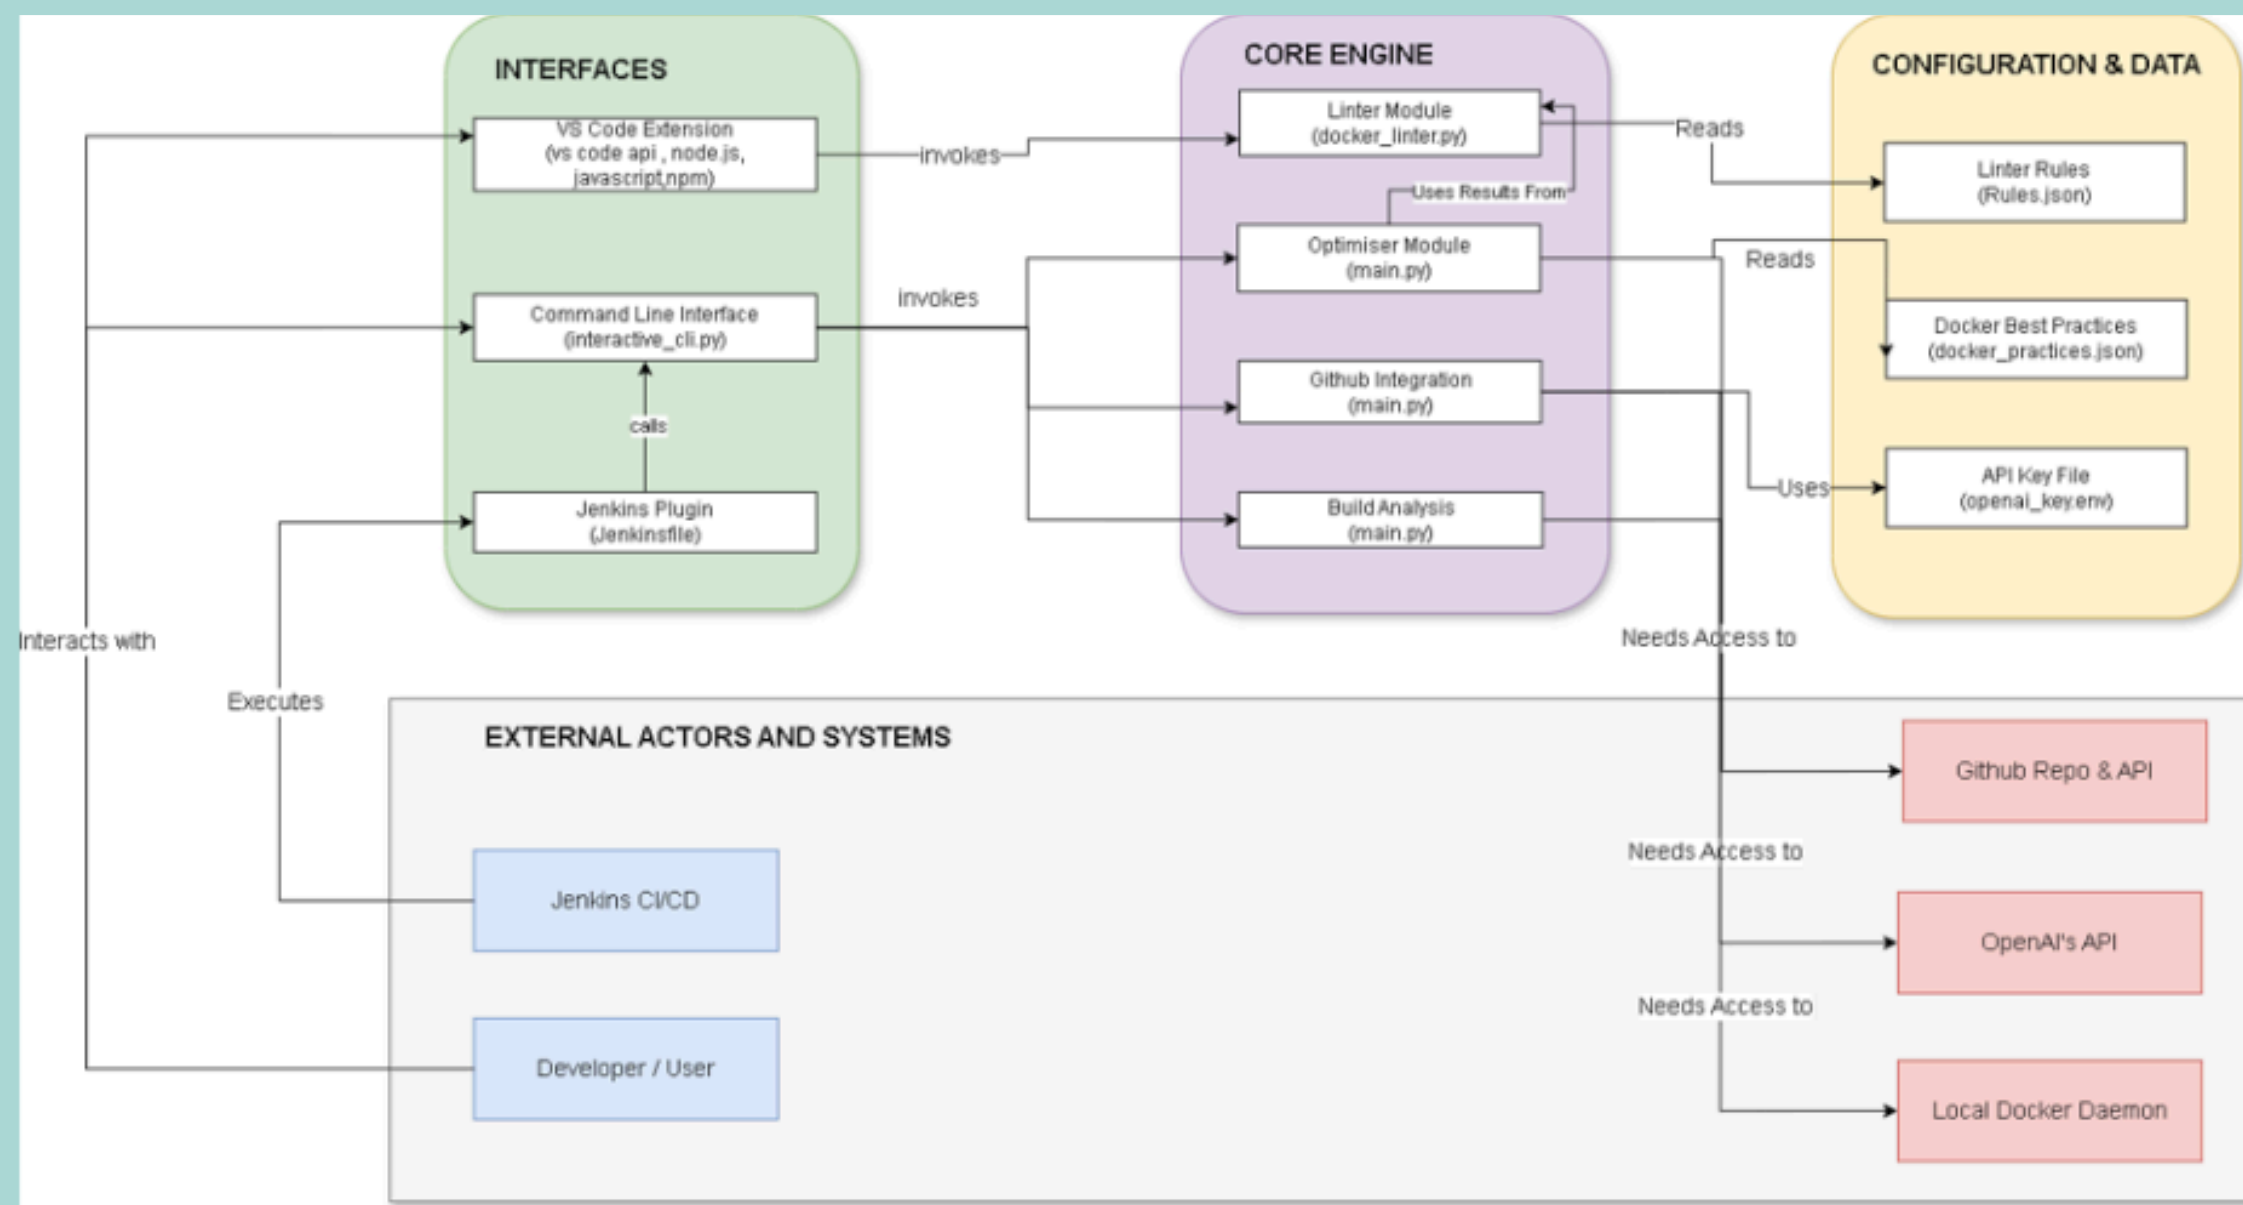 INTERFACES
VS Code Extension
(vs code api , node.js,
javascript,npm)
Command Line Interface
(interactive_cli.py)
calls
Jenkins Plugin
(Jenkinsfile)
invokes
invokes
CORE ENGINE
Linter Module
(docker_linter.py)
Uses Results From
Optimiser Module
(main.py)
Github Integration
(main.py)
Build Analysis
(main.py)
Reads
Reads
Uses
CONFIGURATION & DATA
Linter Rules
(Rules.json)
Docker Best Practices
(docker_practices.json)
API Key File
(openai_key.env)
Interacts with
Executes
Needs Access to
EXTERNAL ACTORS AND SYSTEMS
Jenkins CI/CD
Developer / User
Needs Access to
Needs Access to
Github Repo & API
OpenAI's API
Local Docker Daemon